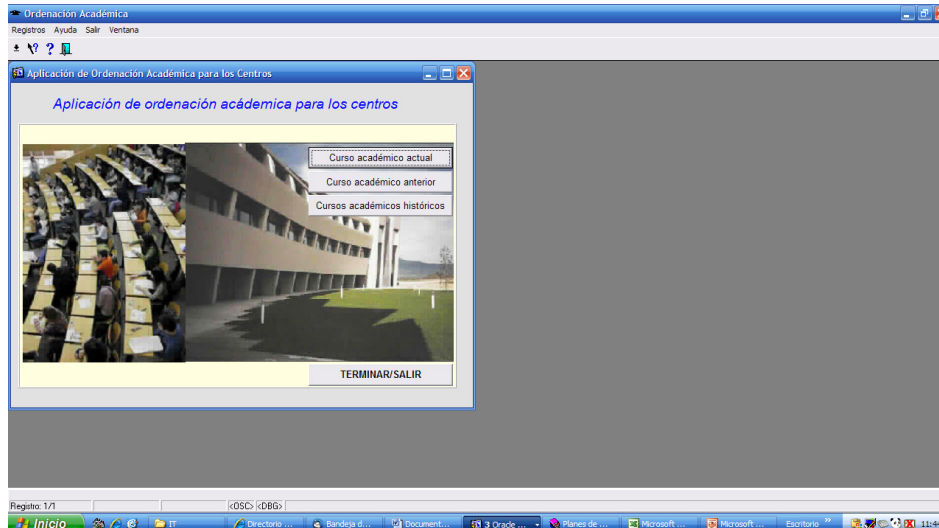 Ordenación Académica
Registros Ayuda Salir Ventana
Aplicación de Ordenación Académica para los Centros
Aplicación de ordenación acádemica para los centros
Curso académico actual
Curso académico anterior
Cursos académicos históricos
TERMINAR/SALIR
Registro: 1/1 <OSC> <DBG>
Inicio IT Directorio ... Bandeja d... Document... 3 Oracle ... Planes de ... Microsoft ... Microsoft ... Escritorio